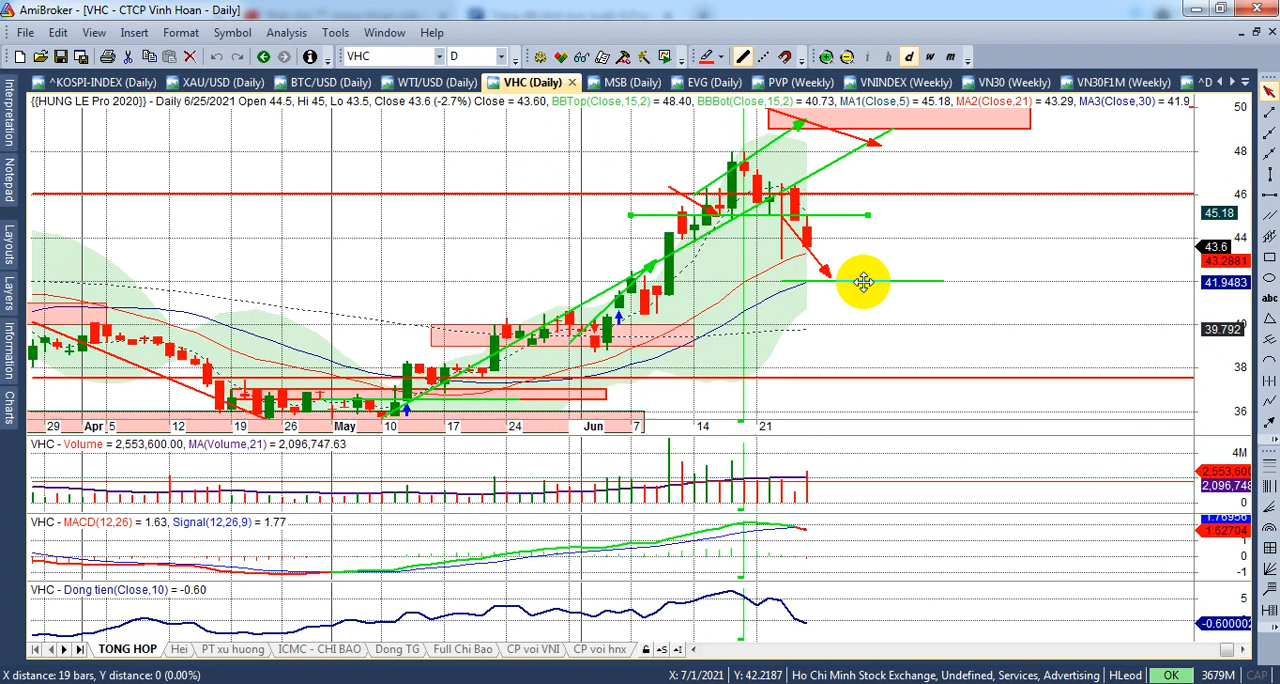 AmiBroker - [VHC - CTCP Vinh Hoan - Daily]
File Edit View Insert Format Symbol Analysis Tools Window Help
VHC D i h d w m
^KOSPI-INDEX (Daily) XAU/USD (Daily) BTC/USD (Daily) WTI/USD (Daily) VHC (Daily) MSB (Daily) EVG (Daily) PVP (Weekly) VNINDEX (Weekly) VN30 (Weekly) VN30F1M (Weekly) ^D
{{HUNG LE Pro 2020}} - Daily 6/25/2021 Open 44.5, Hi 45, Lo 43.5, Close 43.6 (-2.7%) Close = 43.60, BBTop(Close,15,2) = 48.40, BBBot(Close,15,2) = 40.73, MA1(Close,5) = 45.18, MA2(Close,21) = 43.29, MA3(Close,30) = 41.9
Interpretation
Notepad
Layouts
Layers
Information
Charts
abc
50
48
46
45.18
44
43.6
43.2881
41.9483
39.792
38
36
29 Apr 5 12 19 26 May 10 17 24 Jun 7 14 21
VHC - Volume = 2,553,600.00, MA(Volume,21) = 2,096,747.63
4M
2,553,600
2,096,748
0
VHC - MACD(12,26) = 1.63, Signal(12,26,9) = 1.77
1.62704
1
0
-1
VHC - Dong tien(Close,10) = -0.60
5
-0.600002
TONG HOP Hei PT xu huong ICMC - CHI BAO Dong TG Full Chi Bao CP voi VNI CP voi hnx
X distance: 19 bars, Y distance: 0 (0.00%) X: 7/1/2021 Y: 42.2187 Ho Chi Minh Stock Exchange, Undefined, Services, Advertising HLeod OK 3679M CAP